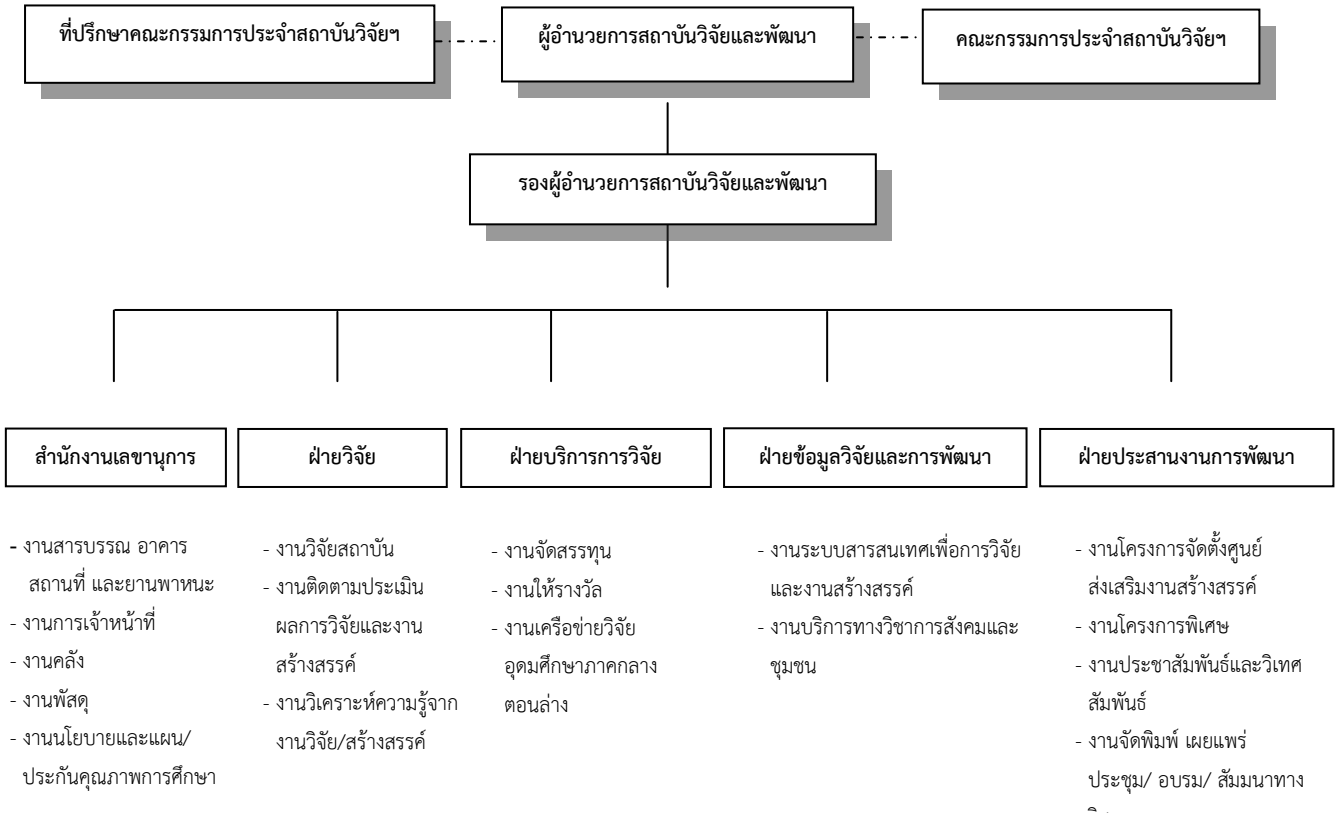 ที่ปรึกษาคณะกรรมการประจำสถาบันวิจัยฯ
ผู้อำนวยการสถาบันวิจัยและพัฒนา
คณะกรรมการประจำสถาบันวิจัยฯ
รองผู้อำนวยการสถาบันวิจัยและพัฒนา
สำนักงานเลขานุการ
- งานสารบรรณ อาคาร
สถานที่ และยานพาหนะ
- งานการเจ้าหน้าที่
- งานคลัง
- งานพัสดุ
- งานนโยบายและแผน/
ประกันคุณภาพการศึกษา
ฝ่ายวิจัย
- งานวิจัยสถาบัน
- งานติดตามประเมิน
ผลการวิจัยและงาน
สร้างสรรค์
- งานวิเคราะห์ความรู้จาก
งานวิจัย/สร้างสรรค์
ฝ่ายบริการการวิจัย
- งานจัดสรรทุน
- งานให้รางวัล
- งานเครือข่ายวิจัย
อุดมศึกษาภาคกลาง
ตอนล่าง
ฝ่ายข้อมูลวิจัยและการพัฒนา
- งานระบบสารสนเทศเพื่อการวิจัย
และงานสร้างสรรค์
- งานบริการทางวิชาการสังคมและ
ชุมชน
ฝ่ายประสานงานการพัฒนา
- งานโครงการจัดตั้งศูนย์
ส่งเสริมงานสร้างสรรค์
- งานโครงการพิเศษ
- งานประชาสัมพันธ์และวิเทศ
สัมพันธ์
- งานจัดพิมพ์ เผยแพร่
ประชุม/ อบรม/ สัมมนาทาง